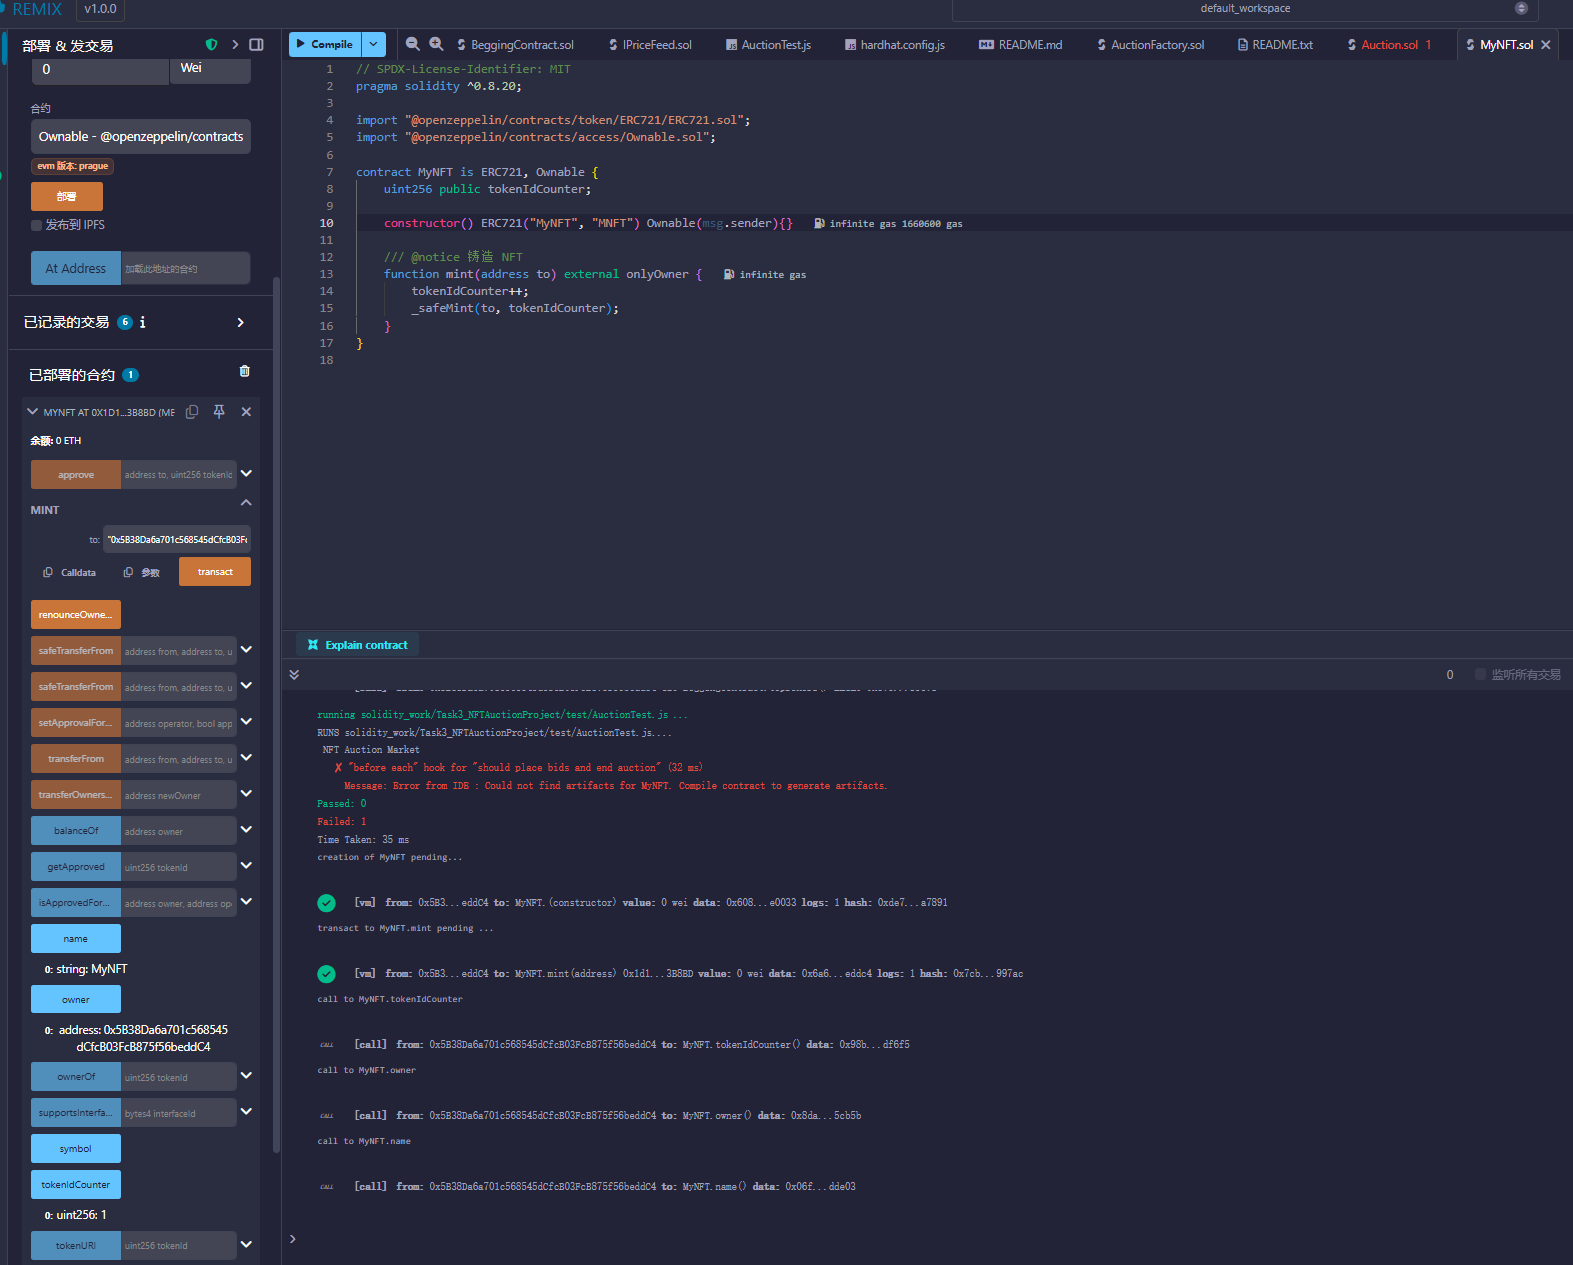 REMIX v1.0.0
default_workspace
部署 & 发交易
0 Wei
合约
Ownable - @openzeppelin/contracts
evm 版本: prague
部署
发布到 IPFS
At Address 加载此地址的合约
已记录的交易 6 i
已部署的合约 1
MYNFT AT 0X1D1...3B8BD (ME
余额: 0 ETH
approve address to, uint256 tokenId
MINT
to: "0x5B38Da6a701c568545dCfcB03Fc
Calldata 参数 transact
renounceOwne...
safeTransferFrom address from, address to, u
safeTransferFrom address from, address to, u
setApprovalFor... address operator, bool app
transferFrom address from, address to, u
transferOwners... address newOwner
balanceOf address owner
getApproved uint256 tokenId
isApprovedFor... address owner, address ope
name
0: string: MyNFT
owner
0: address: 0x5B38Da6a701c568545
dCfcB03FcB875f56beddC4
ownerOf uint256 tokenId
supportsInterfa... bytes4 interfaceId
symbol
tokenIdCounter
0: uint256: 1
tokenURI uint256 tokenId
Compile BeggingContract.sol IPriceFeed.sol AuctionTest.js hardhat.config.js README.md AuctionFactory.sol README.txt Auction.sol 1 MyNFT.sol
1 // SPDX-License-Identifier: MIT
2 pragma solidity ^0.8.20;
3
4 import "@openzeppelin/contracts/token/ERC721/ERC721.sol";
5 import "@openzeppelin/contracts/access/Ownable.sol";
6
7 contract MyNFT is ERC721, Ownable {
8 uint256 public tokenIdCounter;
9
10 constructor() ERC721("MyNFT", "MNFT") Ownable(msg.sender){} infinite gas 1660600 gas
11
12 /// @notice 铸造 NFT
13 function mint(address to) external onlyOwner { infinite gas
14 tokenIdCounter++;
15 _safeMint(to, tokenIdCounter);
16 }
17 }
18
Explain contract
0 监听所有交易
running solidity_work/Task3_NFTAuctionProject/test/AuctionTest.js ...
RUNS solidity_work/Task3_NFTAuctionProject/test/AuctionTest.js....
NFT Auction Market
✘ "before each" hook for "should place bids and end auction" (32 ms)
Message: Error from IDE : Could not find artifacts for MyNFT. Compile contract to generate artifacts.
Passed: 0
Failed: 1
Time Taken: 35 ms
creation of MyNFT pending...
[vm] from: 0x5B3...eddC4 to: MyNFT.(constructor) value: 0 wei data: 0x608...e0033 logs: 1 hash: 0xde7...a7891
transact to MyNFT.mint pending ...
[vm] from: 0x5B3...eddC4 to: MyNFT.mint(address) 0x1d1...3B8BD value: 0 wei data: 0x6a6...eddc4 logs: 1 hash: 0x7cb...997ac
call to MyNFT.tokenIdCounter
CALL [call] from: 0x5B38Da6a701c568545dCfcB03FcB875f56beddC4 to: MyNFT.tokenIdCounter() data: 0x98b...df6f5
call to MyNFT.owner
CALL [call] from: 0x5B38Da6a701c568545dCfcB03FcB875f56beddC4 to: MyNFT.owner() data: 0x8da...5cb5b
call to MyNFT.name
CALL [call] from: 0x5B38Da6a701c568545dCfcB03FcB875f56beddC4 to: MyNFT.name() data: 0x06f...dde03
>